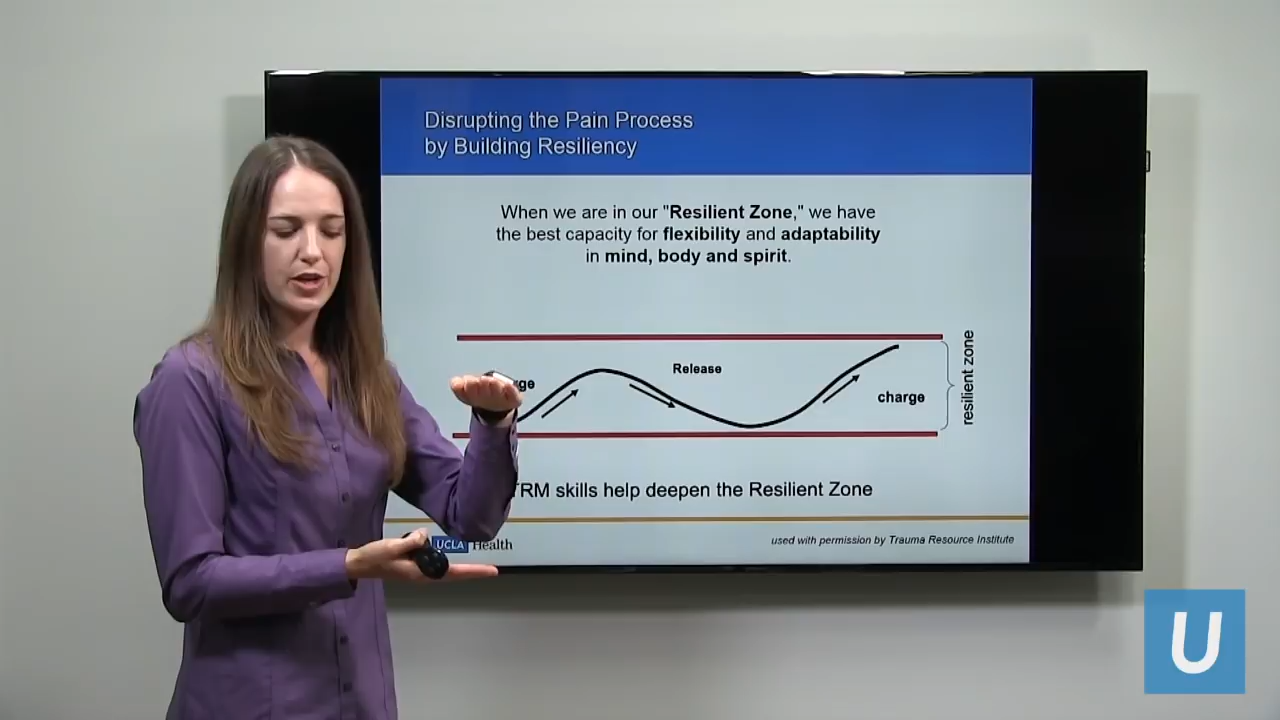 Disrupting the Pain Process
by Building Resiliency
When we are in our "Resilient Zone," we have
the best capacity for flexibility and adaptability
in mind, body and spirit.
Release
charge
resilient zone
TRM skills help deepen the Resilient Zone
UCLA Health
used with permission by Trauma Resource Institute
U